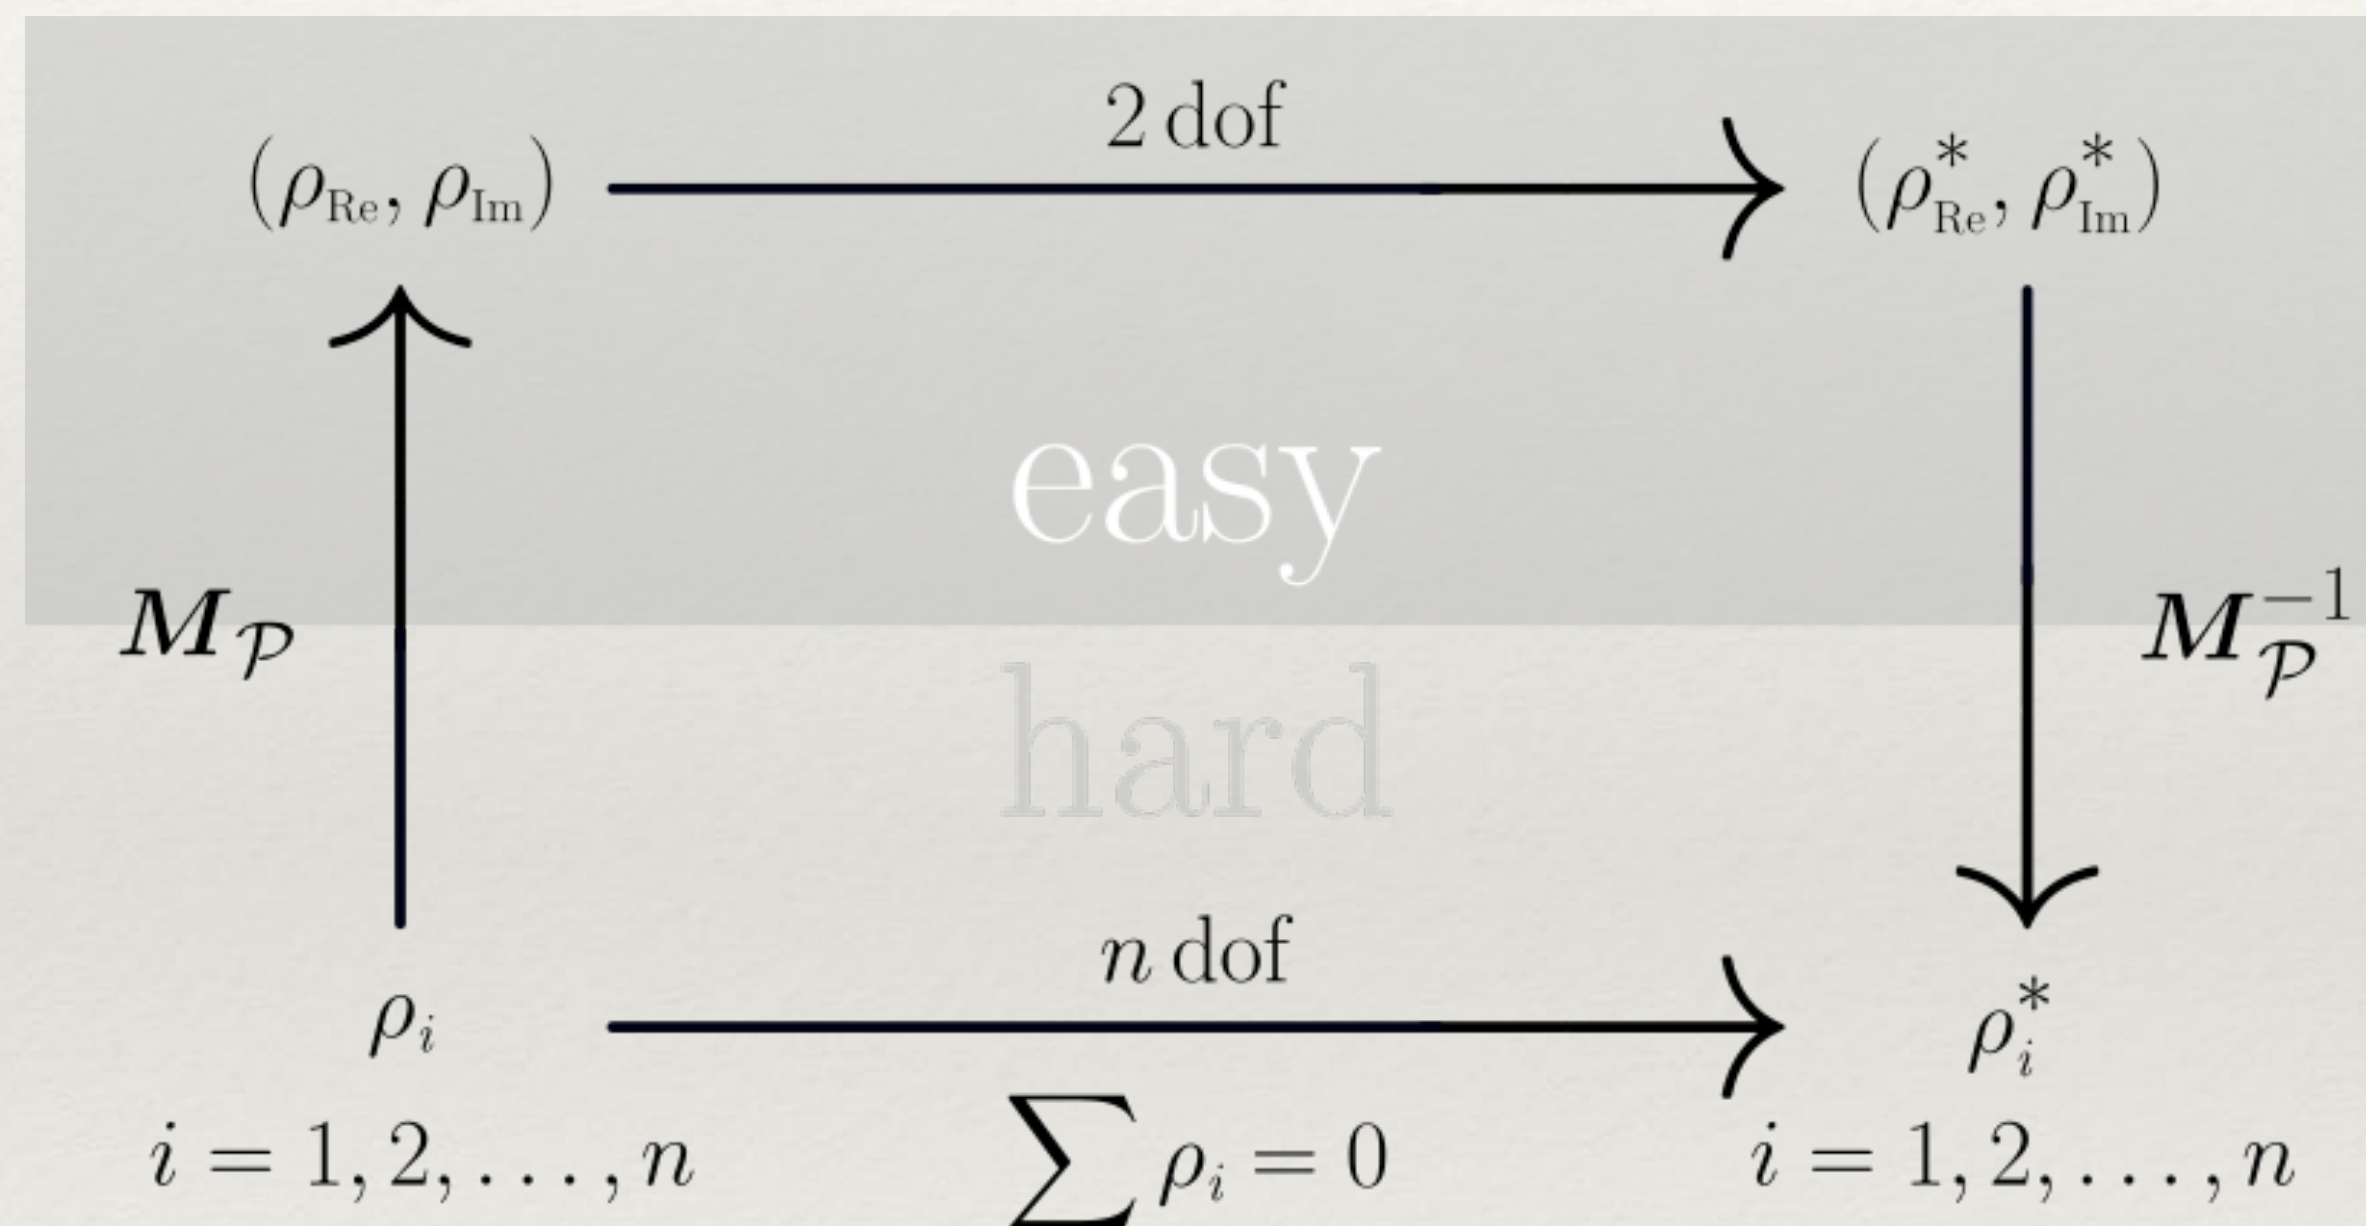 2 dof
(ρ_Re, ρ_Im)
(ρ*_Re, ρ*_Im)
easy
M_𝒫
M_𝒫^−1
hard
n dof
ρ_i
ρ*_i
i = 1, 2, . . . , n
∑ ρ_i = 0
i = 1, 2, . . . , n